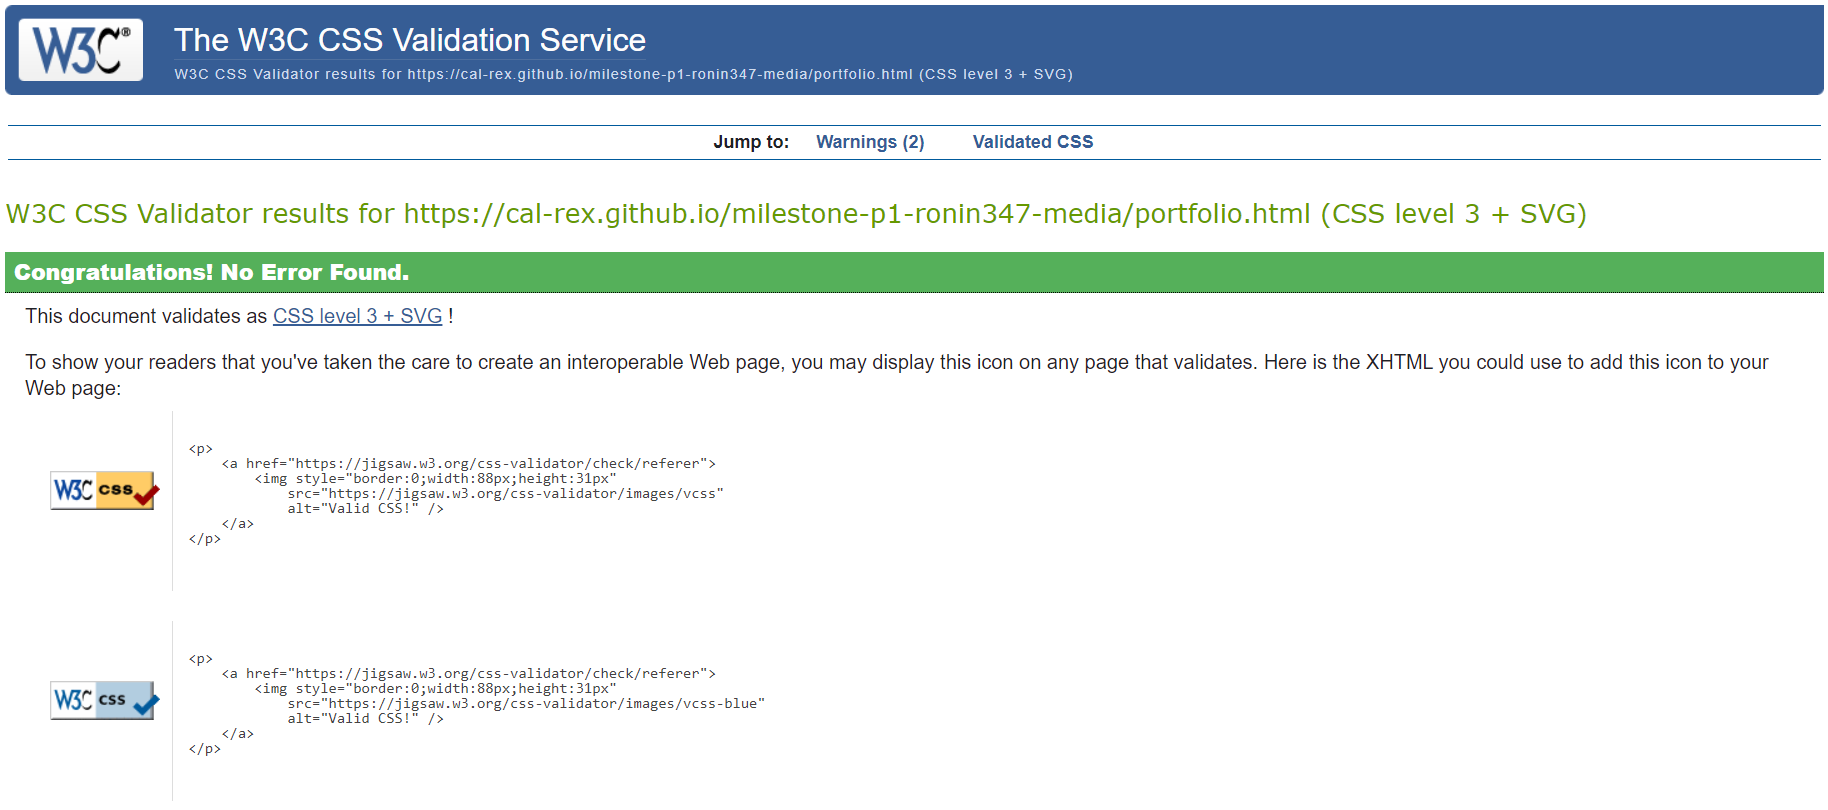 W3C®
The W3C CSS Validation Service
W3C CSS Validator results for https://cal-rex.github.io/milestone-p1-ronin347-media/portfolio.html (CSS level 3 + SVG)
Jump to: Warnings (2) Validated CSS
W3C CSS Validator results for https://cal-rex.github.io/milestone-p1-ronin347-media/portfolio.html (CSS level 3 + SVG)
Congratulations! No Error Found.
This document validates as CSS level 3 + SVG !
To show your readers that you've taken the care to create an interoperable Web page, you may display this icon on any page that validates. Here is the XHTML you could use to add this icon to your
Web page:
W3C css
<p>
<a href="https://jigsaw.w3.org/css-validator/check/referer">
<img style="border:0;width:88px;height:31px"
src="https://jigsaw.w3.org/css-validator/images/vcss"
alt="Valid CSS!" />
</a>
</p>
W3C css
<p>
<a href="https://jigsaw.w3.org/css-validator/check/referer">
<img style="border:0;width:88px;height:31px"
src="https://jigsaw.w3.org/css-validator/images/vcss-blue"
alt="Valid CSS!" />
</a>
</p>